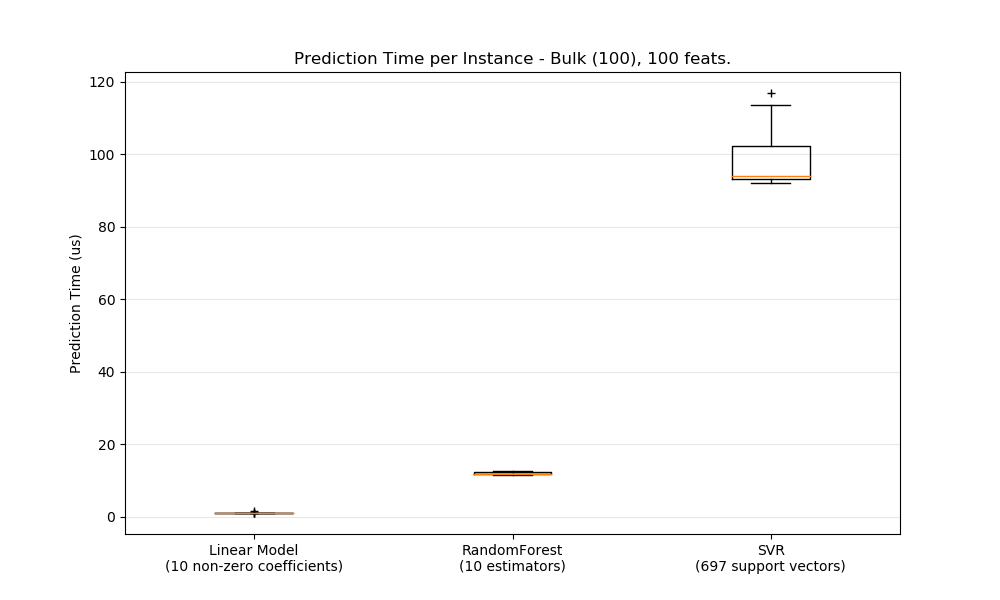 Prediction Time per Instance - Bulk (100), 100 feats.
Prediction Time (us)
120
100
80
60
40
20
0
Linear Model
(10 non-zero coefficients)
RandomForest
(10 estimators)
SVR
(697 support vectors)